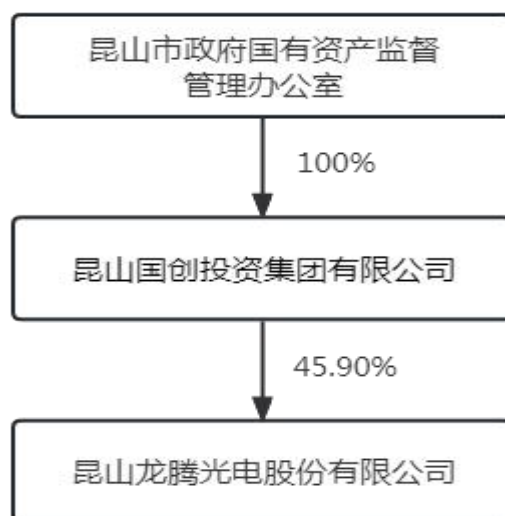 昆山市政府国有资产监督
管理办公室
100%
昆山国创投资集团有限公司
45.90%
昆山龙腾光电股份有限公司